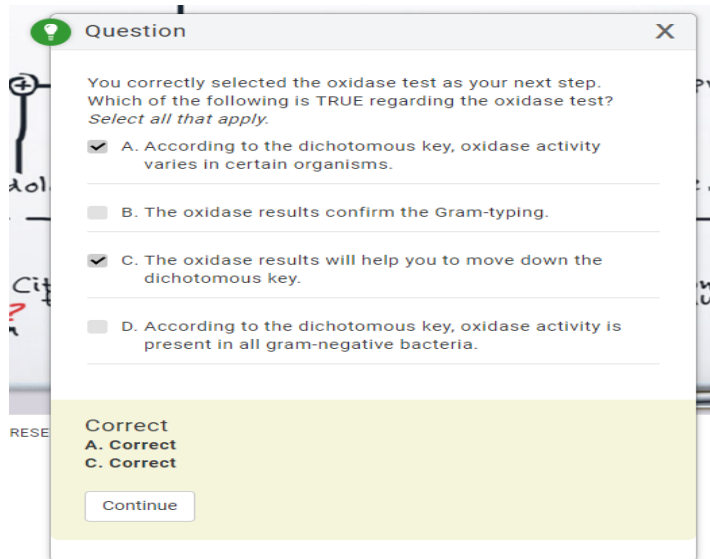 Question
X
You correctly selected the oxidase test as your next step.
Which of the following is TRUE regarding the oxidase test?
Select all that apply.
A. According to the dichotomous key, oxidase activity
varies in certain organisms.
B. The oxidase results confirm the Gram-typing.
C. The oxidase results will help you to move down the
dichotomous key.
D. According to the dichotomous key, oxidase activity is
present in all gram-negative bacteria.
Cit
RESE
Correct
A. Correct
C. Correct
Continue